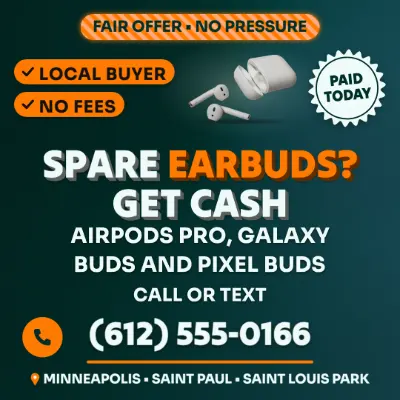 FAIR OFFER • NO PRESSURE
✓ LOCAL BUYER
✓ NO FEES
PAID
TODAY
SPARE EARBUDS?
GET CASH
AIRPODS PRO, GALAXY
BUDS AND PIXEL BUDS
CALL OR TEXT
(612) 555-0166
MINNEAPOLIS • SAINT PAUL • SAINT LOUIS PARK